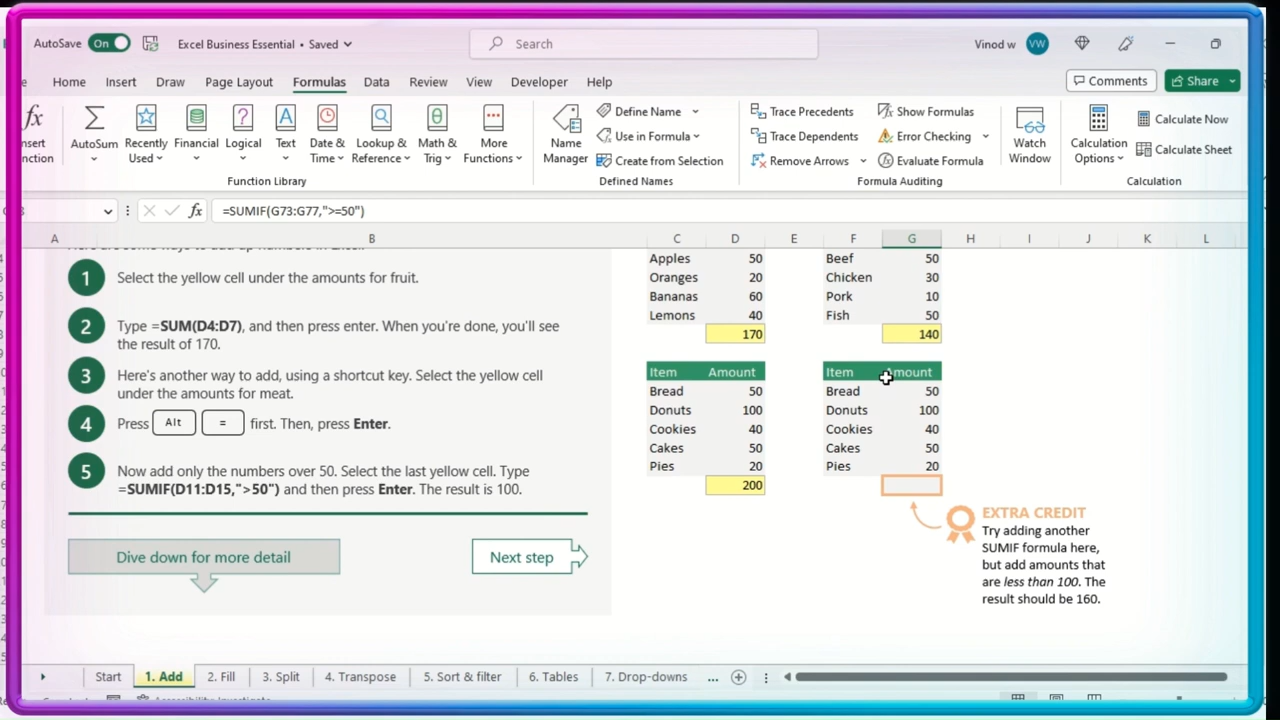 AutoSave On Excel Business Essential • Saved Search Vinod w VW
Home Insert Draw Page Layout Formulas Data Review View Developer Help Comments Share
AutoSum Recently Used Financial Logical Text Date & Time Lookup & Reference Math & Trig More Functions
Name Manager Define Name Use in Formula Create from Selection
Trace Precedents Trace Dependents Remove Arrows Show Formulas Error Checking Evaluate Formula
Watch Window Calculation Options Calculate Now Calculate Sheet
Function Library Defined Names Formula Auditing Calculation
fx =SUMIF(G73:G77,">=50")
A B C D E F G H I J K L
1 Select the yellow cell under the amounts for fruit.
2 Type =SUM(D4:D7), and then press enter. When you're done, you'll see
the result of 170.
3 Here's another way to add, using a shortcut key. Select the yellow cell
under the amounts for meat.
4 Press Alt = first. Then, press Enter.
5 Now add only the numbers over 50. Select the last yellow cell. Type
=SUMIF(D11:D15,">50") and then press Enter. The result is 100.
Dive down for more detail
Next step
Apples 50
Oranges 20
Bananas 60
Lemons 40
170
Beef 50
Chicken 30
Pork 10
Fish 50
140
Item Amount
Bread 50
Donuts 100
Cookies 40
Cakes 50
Pies 20
200
Item Amount
Bread 50
Donuts 100
Cookies 40
Cakes 50
Pies 20
EXTRA CREDIT
Try adding another
SUMIF formula here,
but add amounts that
are less than 100. The
result should be 160.
Start 1. Add 2. Fill 3. Split 4. Transpose 5. Sort & filter 6. Tables 7. Drop-downs ...